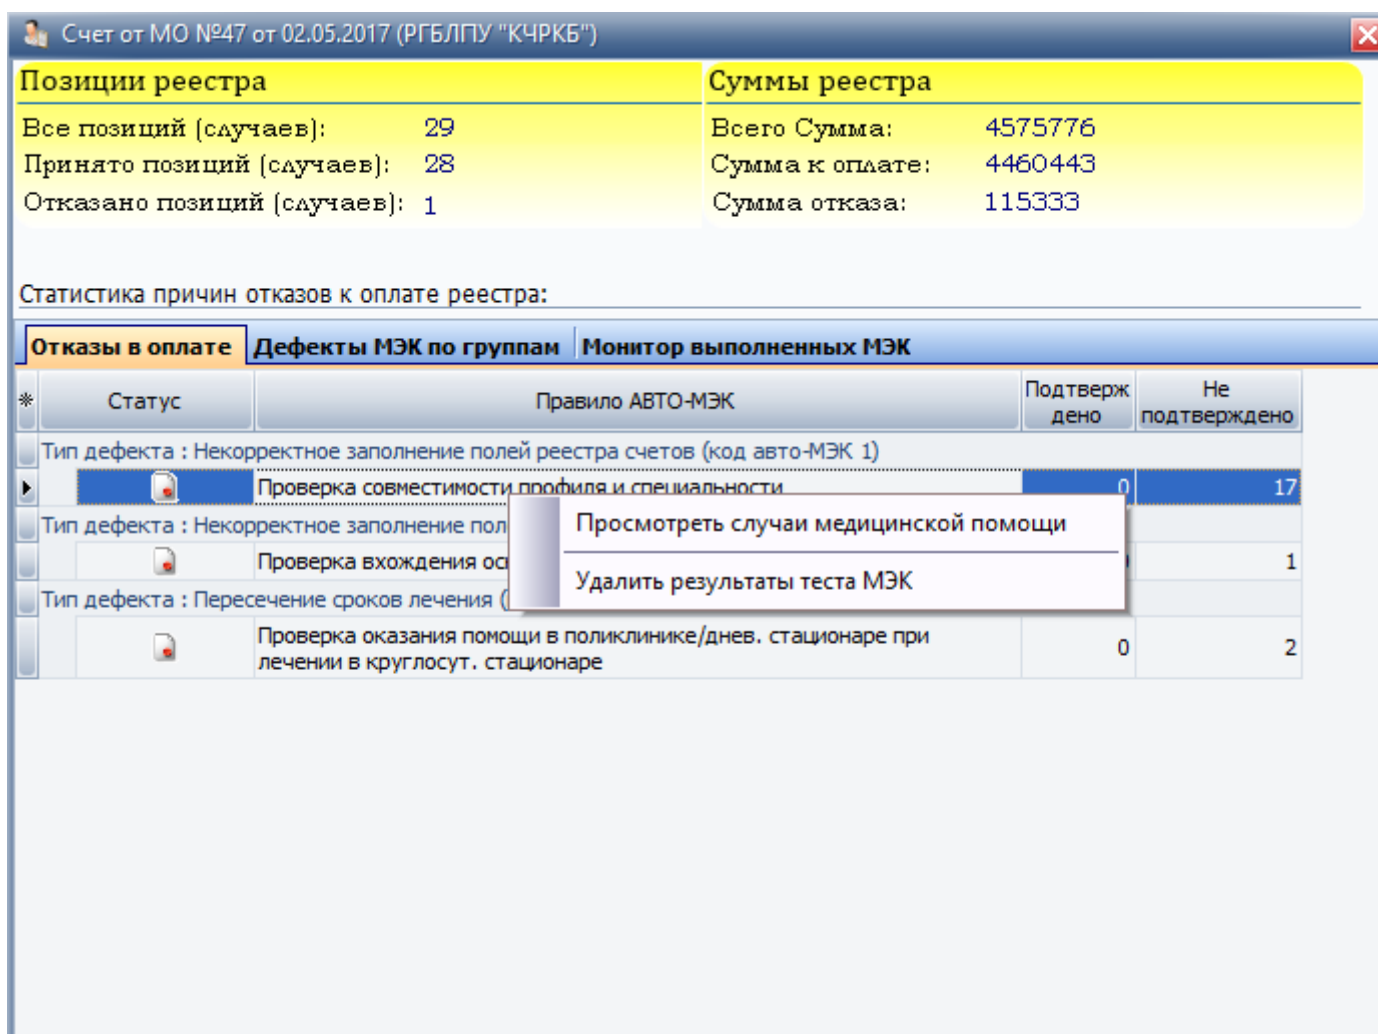 Счет от МО №47 от 02.05.2017 (РГБЛПУ "КЧРКБ")
Позиции реестра
Все позиций (случаев): 29
Принято позиций (случаев): 28
Отказано позиций (случаев): 1
Суммы реестра
Всего Сумма: 4575776
Сумма к оплате: 4460443
Сумма отказа: 115333
Статистика причин отказов к оплате реестра:
Отказы в оплате Дефекты МЭК по группам Монитор выполненных МЭК
Статус Правило АВТО-МЭК Подтверж Не
дено подтверждено
Тип дефекта : Некорректное заполнение полей реестра счетов (код авто-МЭК 1)
Проверка совместимости профиля и специальности 0 17
Просмотреть случаи медицинской помощи
Удалить результаты теста МЭК
Тип дефекта : Некорректное заполнение
Проверка вхождения 1
Тип дефекта : Пересечение сроков лечения (
Проверка оказания помощи в поликлинике/днев. стационаре при
лечении в круглосут. стационаре 0 2